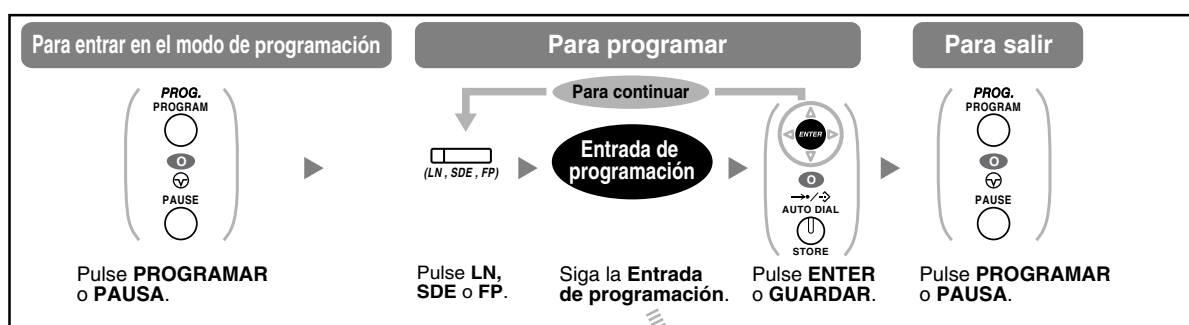 Para entrar en el modo de programación
Para programar
Para salir
Para continuar
PROG.
PROGRAM
O
PAUSE
(LN , SDE , FP)
Entrada de
programación
ENTER
O
AUTO DIAL
STORE
PROG.
PROGRAM
O
PAUSE
Pulse PROGRAMAR
o PAUSA.
Pulse LN,
SDE o FP.
Siga la Entrada
de programación.
Pulse ENTER
o GUARDAR.
Pulse PROGRAMAR
o PAUSA.